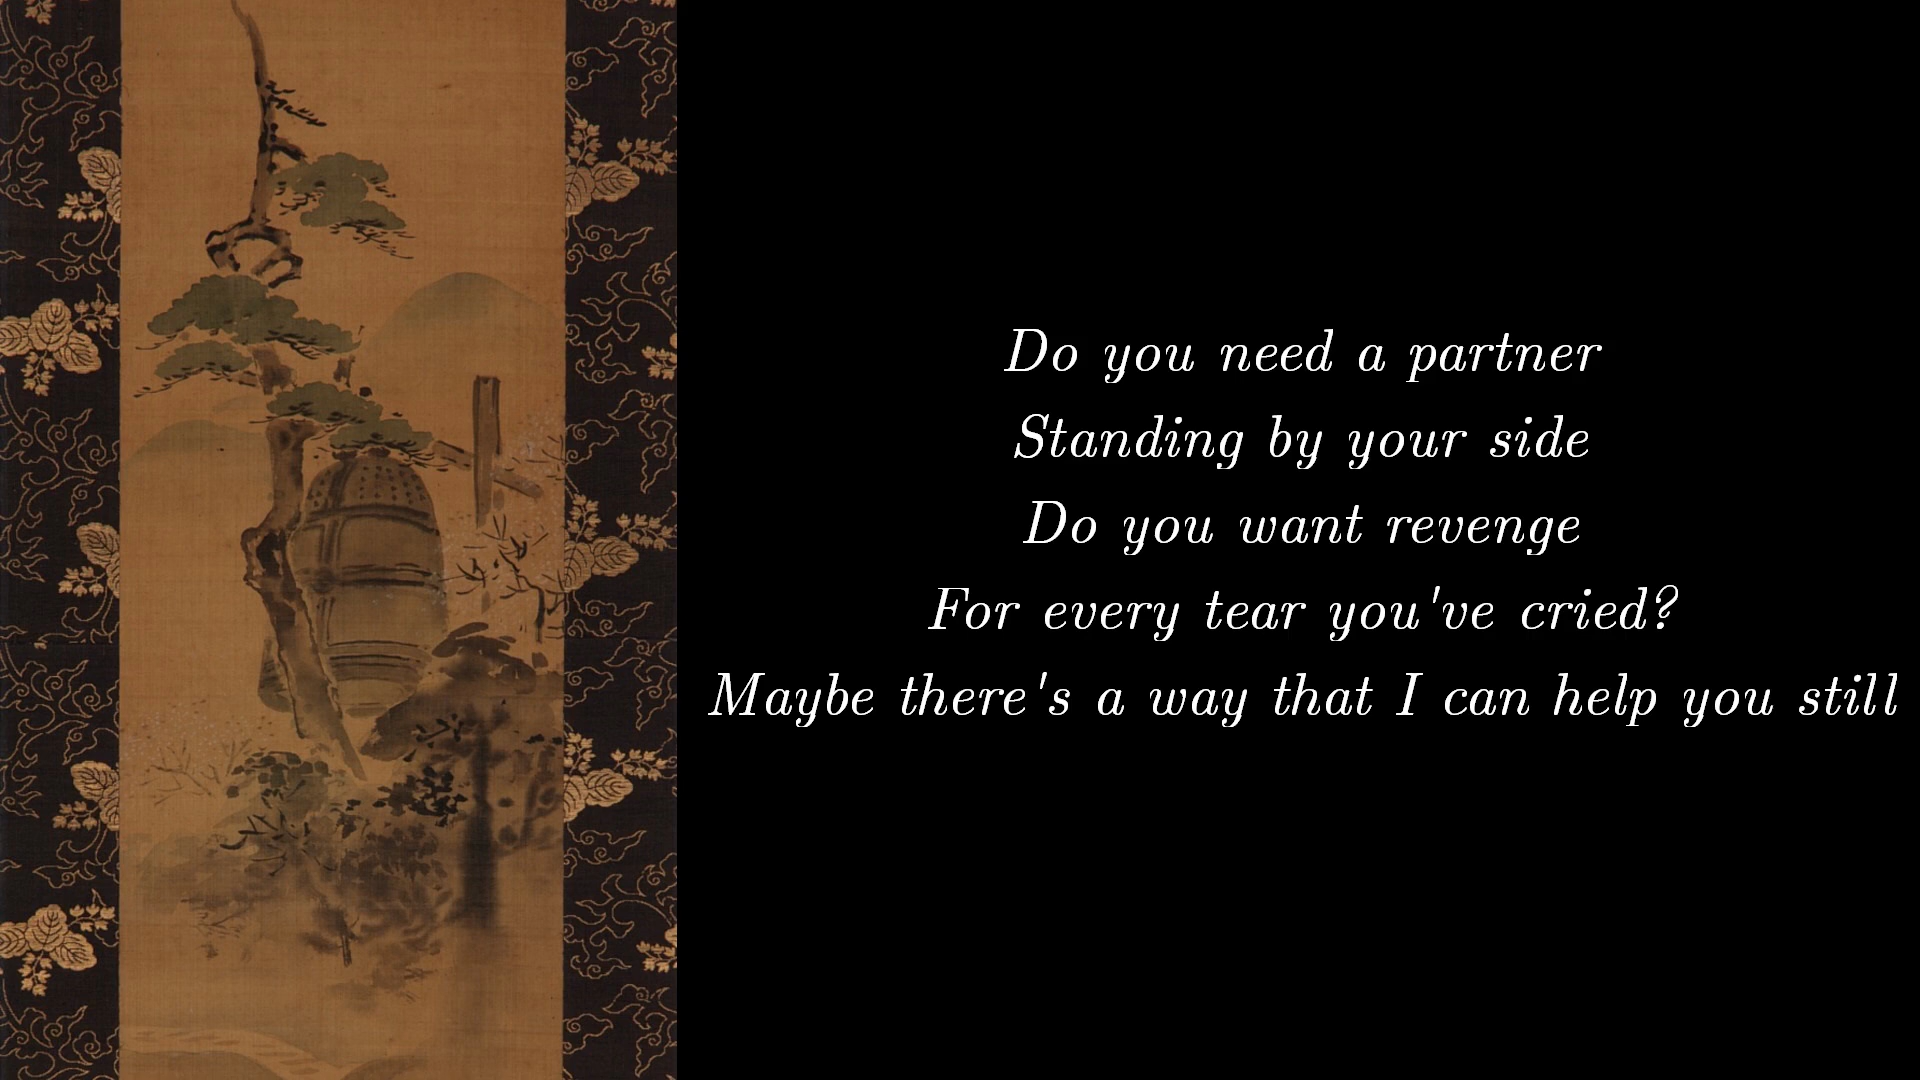 Do you need a partner
Standing by your side
Do you want revenge
For every tear you've cried?
Maybe there's a way that I can help you still